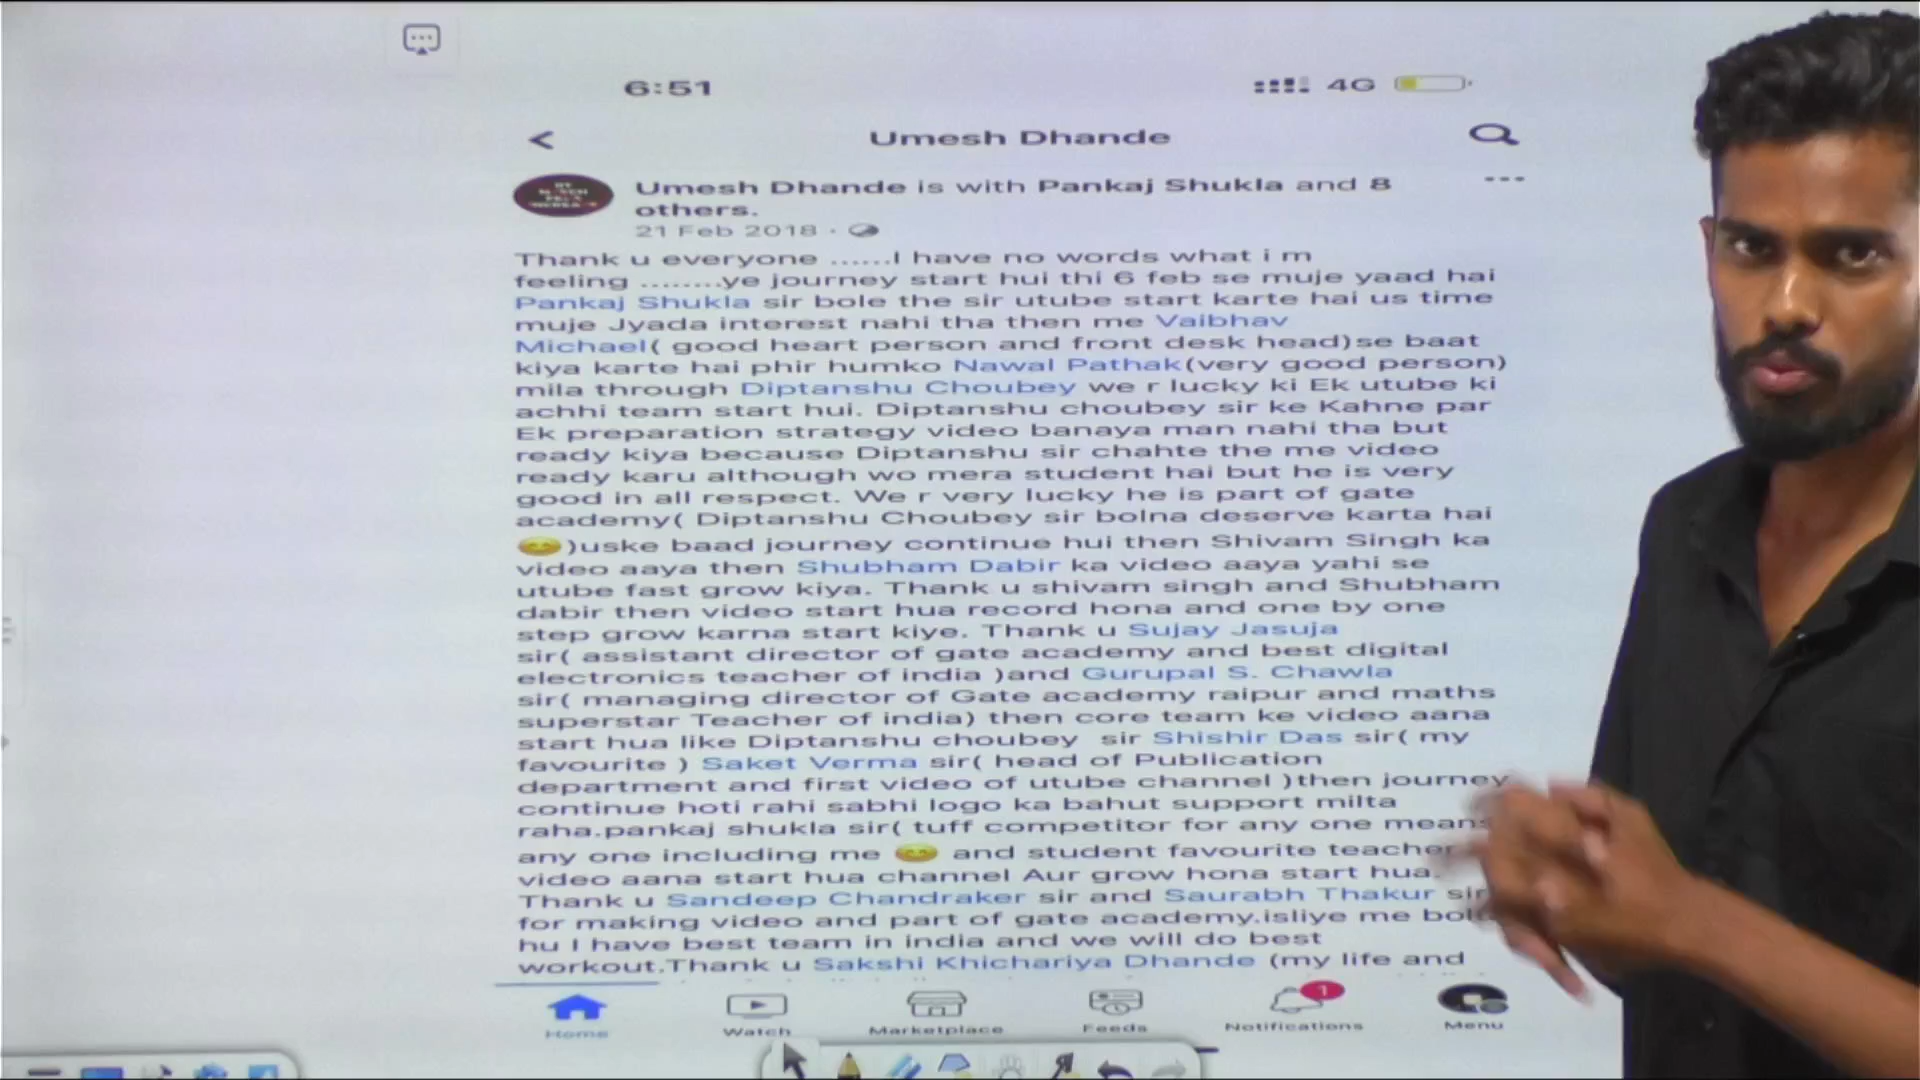 6:51
4G
Umesh Dhande
Umesh Dhande is with Pankaj Shukla and 8
others.
21 Feb 2018 ·
Thank u everyone ......I have no words what i m
feeling ........ye journey start hui thi 6 feb se muje yaad hai
Pankaj Shukla sir bole the sir utube start karte hai us time
muje Jyada interest nahi tha then me Vaibhav
Michael( good heart person and front desk head)se baat
kiya karte hai phir humko Nawal Pathak(very good person)
mila through Diptanshu Choubey we r lucky ki Ek utube ki
achhi team start hui. Diptanshu choubey sir ke Kahne par
Ek preparation strategy video banaya man nahi tha but
ready kiya because Diptanshu sir chahte the me video
ready karu although wo mera student hai but he is very
good in all respect. We r very lucky he is part of gate
academy( Diptanshu Choubey sir bolna deserve karta hai
😊)uske baad journey continue hui then Shivam Singh ka
video aaya then Shubham Dabir ka video aaya yahi se
utube fast grow kiya. Thank u shivam singh and Shubham
dabir then video start hua record hona and one by one
step grow karna start kiye. Thank u Sujay Jasuja
sir( assistant director of gate academy and best digital
electronics teacher of india )and Gurupal S. Chawla
sir( managing director of Gate academy raipur and maths
superstar Teacher of india) then core team ke video aana
start hua like Diptanshu choubey  sir Shishir Das sir( my
favourite ) Saket Verma sir( head of Publication
department and first video of utube channel )then journey
continue hoti rahi sabhi logo ka bahut support milta
raha.pankaj shukla sir( tuff competitor for any one means
any one including me 😊 and student favourite teacher
video aana start hua channel Aur grow hona start hua.
Thank u Sandeep Chandraker sir and Saurabh Thakur sir
for making video and part of gate academy.isliye me
hu I have best team in india and we will do best
workout.Thank u Sakshi Khichariya Dhande (my life and
1
Home Watch Marketplace Feeds Notifications Menu